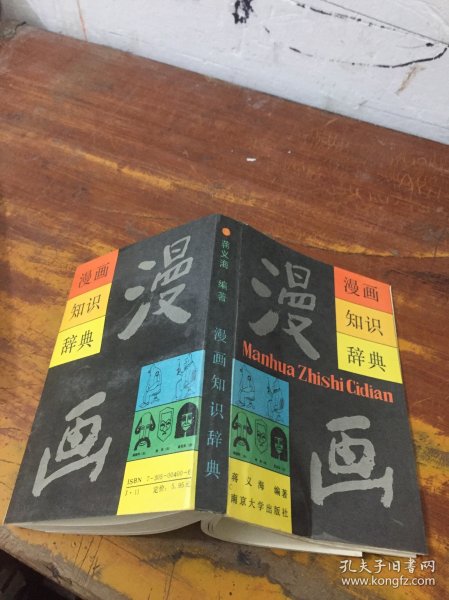 漫
画
漫画
知识
辞典
ISBN 7-305-00400-6
定价: 5.95元
蒋义海 编著
漫画知识辞典
漫
画
漫画
知识
辞典
Manhua Zhishi Cidian
蒋义海 编著
南京大学出版社
孔夫子旧书网
www.kongfz.com